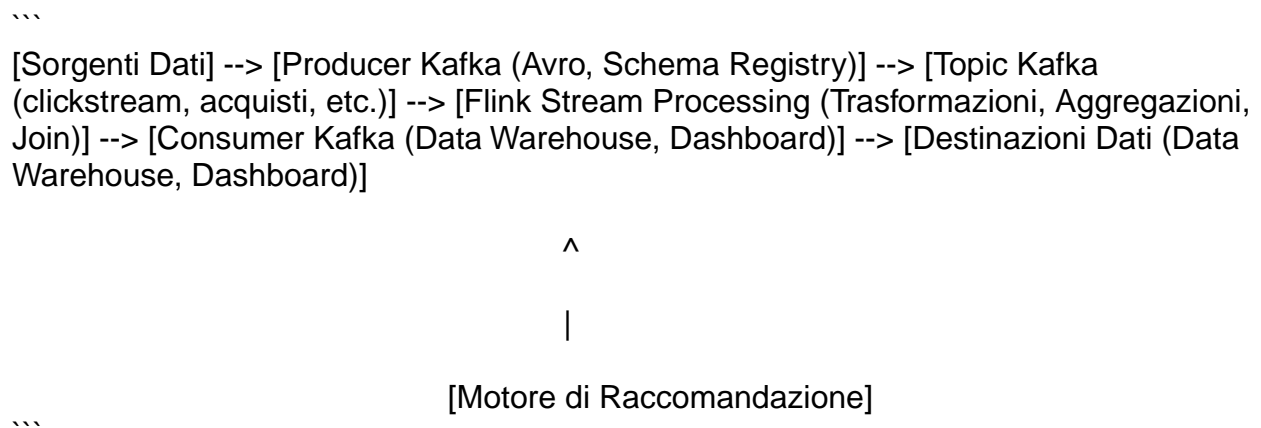 ```
[Sorgenti Dati] --> [Producer Kafka (Avro, Schema Registry)] --> [Topic Kafka
(clickstream, acquisti, etc.)] --> [Flink Stream Processing (Trasformazioni, Aggregazioni,
Join)] --> [Consumer Kafka (Data Warehouse, Dashboard)] --> [Destinazioni Dati (Data
Warehouse, Dashboard)]
^
|
[Motore di Raccomandazione]
```